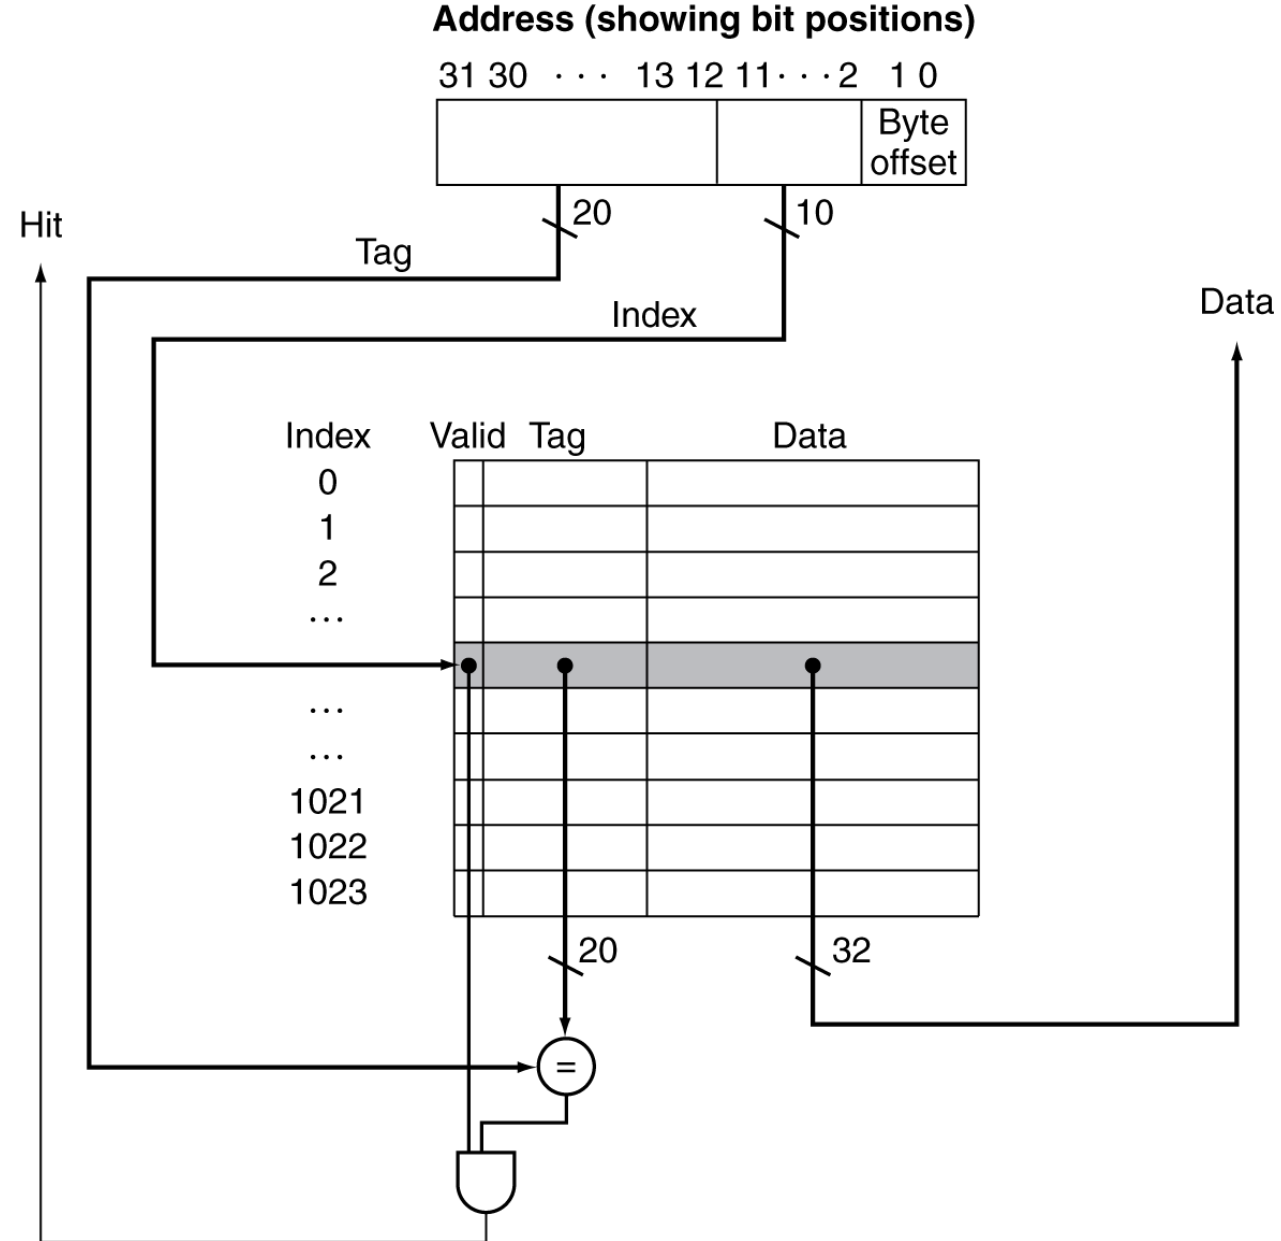 Address (showing bit positions)
31 30 · · · 13 12 11 · · · 2 1 0
Byte
offset
20 10
Hit
Tag
Data
Index
Index Valid Tag Data
0
1
2
···
···
···
1021
1022
1023
20 32
=